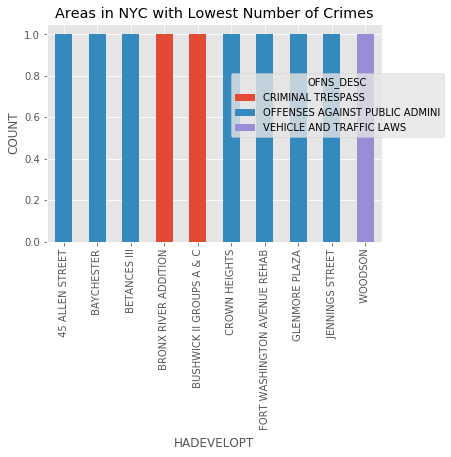 Areas in NYC with Lowest Number of Crimes
1.0
0.8
0.6
0.4
0.2
0.0
COUNT
OFNS_DESC
CRIMINAL TRESPASS
OFFENSES AGAINST PUBLIC ADMINI
VEHICLE AND TRAFFIC LAWS
45 ALLEN STREET
BAYCHESTER
BETANCES III
BRONX RIVER ADDITION
BUSHWICK II GROUPS A & C
CROWN HEIGHTS
FORT WASHINGTON AVENUE REHAB
GLENMORE PLAZA
JENNINGS STREET
WOODSON
HADEVELOPT